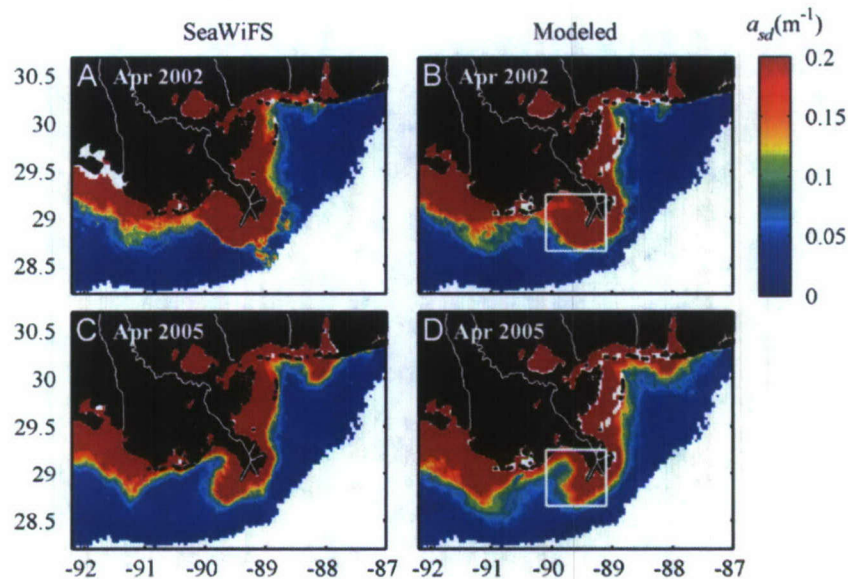 SeaWiFS
Modeled
a_sd(m⁻¹)
A Apr 2002
B Apr 2002
0.2
0.15
0.1
0.05
0
30.5
30
29.5
29
28.5
C Apr 2005
D Apr 2005
30.5
30
29.5
29
28.5
-92 -91 -90 -89 -88 -87
-92 -91 -90 -89 -88 -87